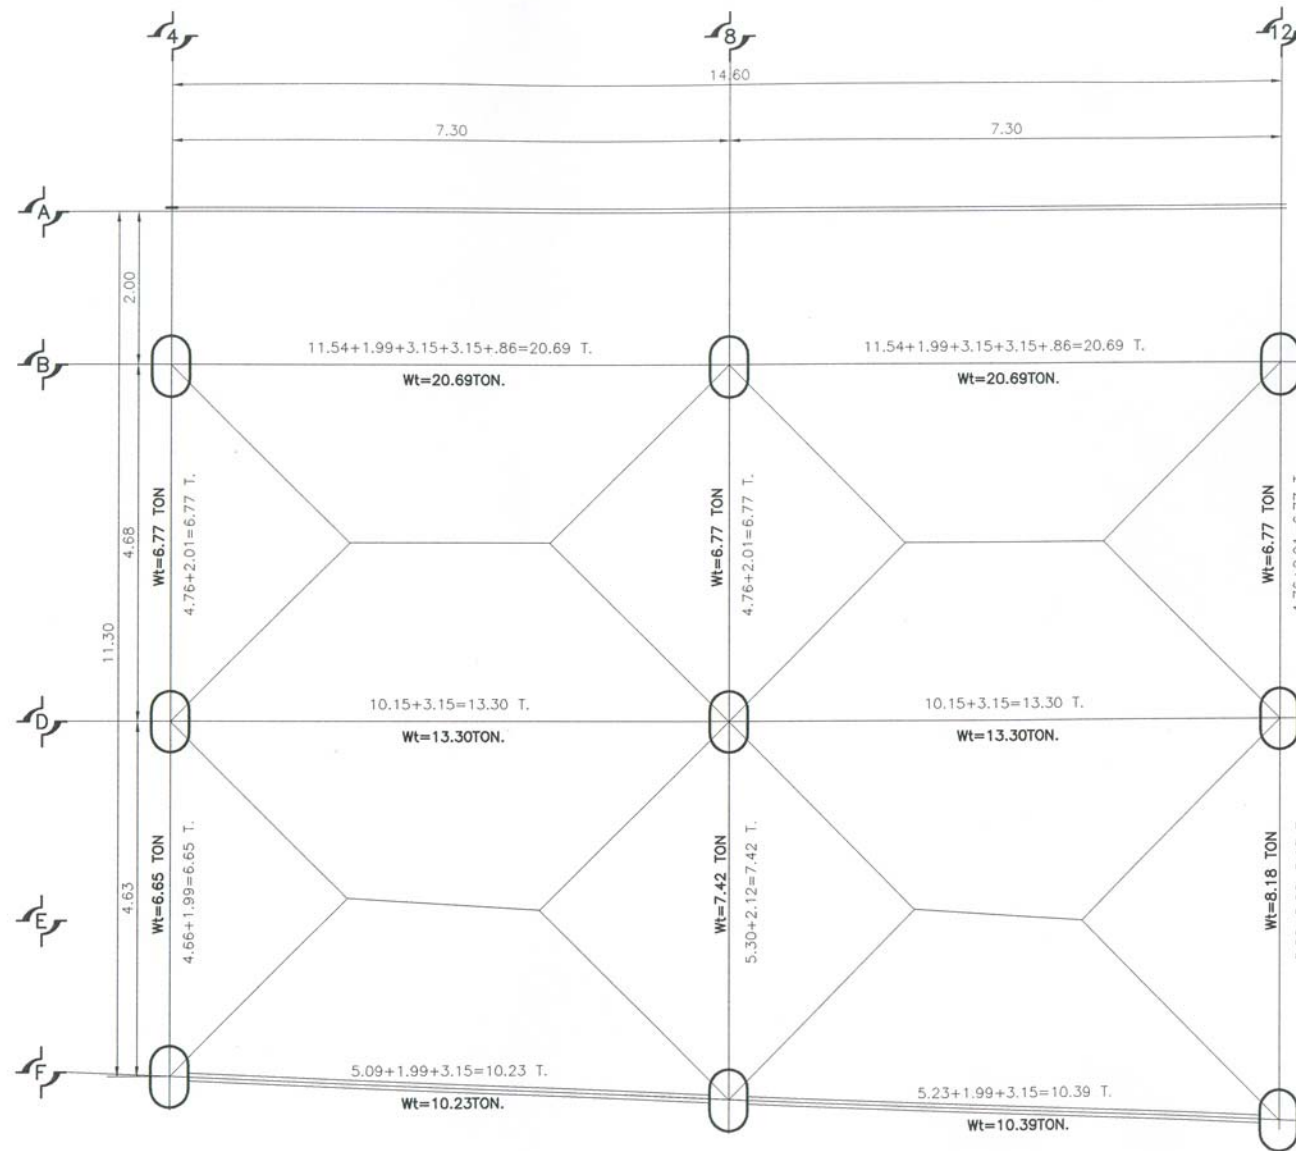 4
8
12
14.60
7.30
7.30
A
2.00
B
11.54+1.99+3.15+3.15+.86=20.69 T.
Wt=20.69TON.
11.54+1.99+3.15+3.15+.86=20.69 T.
Wt=20.69TON.
11.30
4.68
Wt=6.77 TON
4.76+2.01=6.77 T.
Wt=6.77 TON
4.76+2.01=6.77 T.
Wt=6.77 TON
D
10.15+3.15=13.30 T.
Wt=13.30TON.
10.15+3.15=13.30 T.
Wt=13.30TON.
4.63
Wt=6.65 TON
4.66+1.99=6.65 T.
Wt=7.42 TON
5.30+2.12=7.42 T.
Wt=8.18 TON
E
F
5.09+1.99+3.15=10.23 T.
Wt=10.23TON.
5.23+1.99+3.15=10.39 T.
Wt=10.39TON.